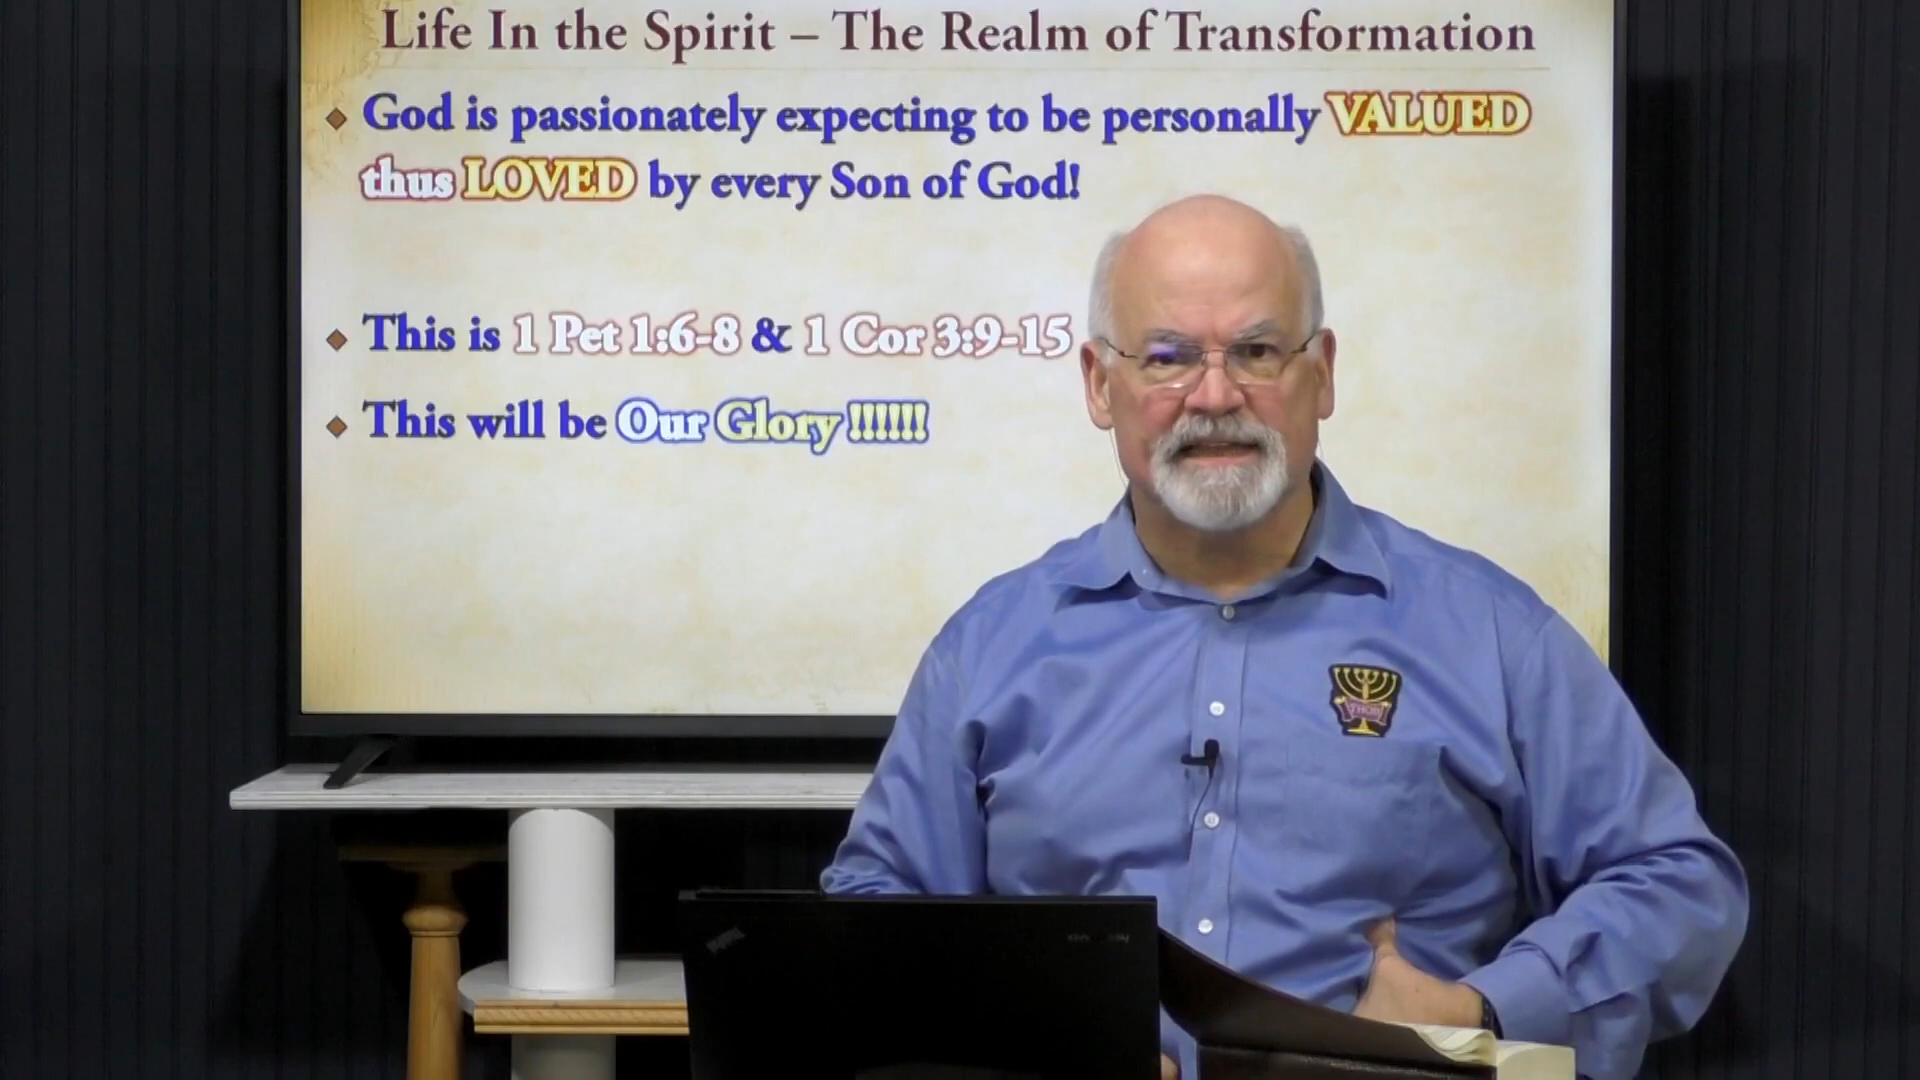 Life In the Spirit – The Realm of Transformation
God is passionately expecting to be personally VALUED
thus LOVED by every Son of God!
This is 1 Pet 1:6-8 & 1 Cor 3:9-15
This will be Our Glory !!!!!!
ThinkPad